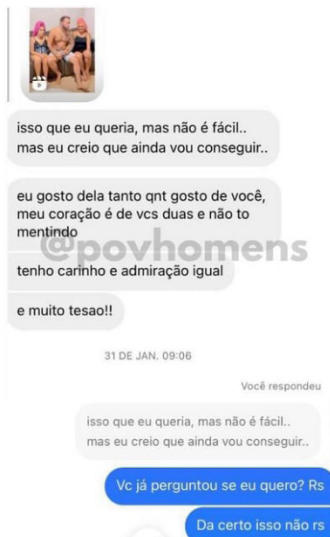 isso que eu queria, mas não é fácil..
mas eu creio que ainda vou conseguir..
eu gosto dela tanto qnt gosto de você,
meu coração é de vcs duas e não to
mentindo
@povhomens
tenho carinho e admiração igual
e muito tesao!!
31 DE JAN. 09:06
Você respondeu
isso que eu queria, mas não é fácil..
mas eu creio que ainda vou conseguir..
Vc já perguntou se eu quero? Rs
Da certo isso não rs